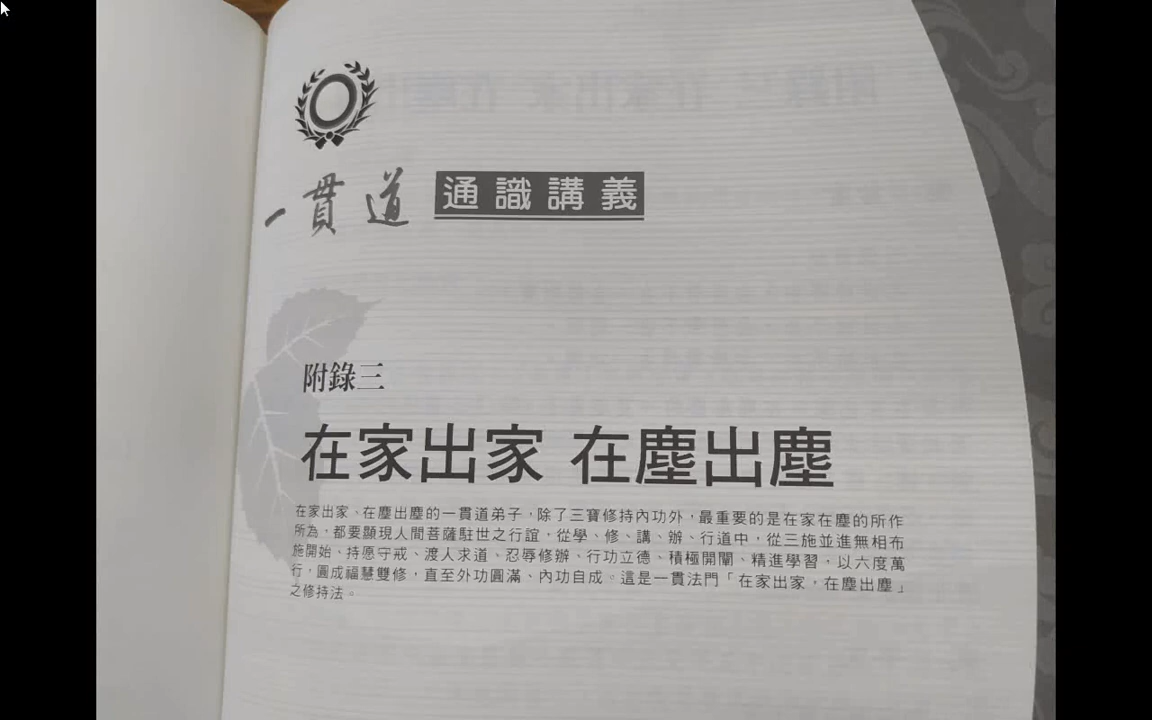 一貫道 通識講義
附錄三
在家出家 在塵出塵
在家出家、在塵出塵的一貫道弟子，除了三寶修持內功外，最重要的是在家在塵的所作
所為，都要顯現人間菩薩駐世之行誼，從學、修、講、辦、行道中，從三施並進無相布
施開始、持愿守戒、渡人求道、忍辱修辦、行功立德、積極開闡、精進學習，以六度萬
行，圓成福慧雙修，直至外功圓滿、內功自成。這是一貫法門「在家出家，在塵出塵」
之修持法。